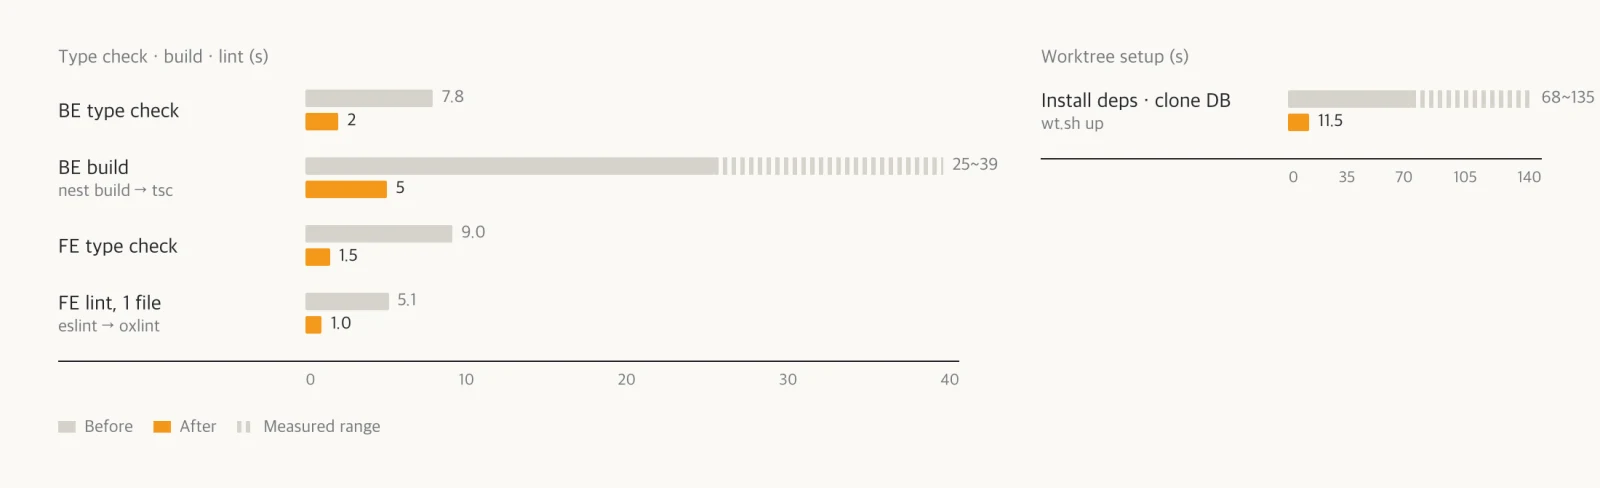 Type check · build · lint (s)
BE type check
7.8
2
BE build
nest build → tsc
25~39
5
FE type check
9.0
1.5
FE lint, 1 file
eslint → oxlint
5.1
1.0
0 10 20 30 40
Before After Measured range
Worktree setup (s)
Install deps · clone DB
wt.sh up
68~135
11.5
0 35 70 105 140